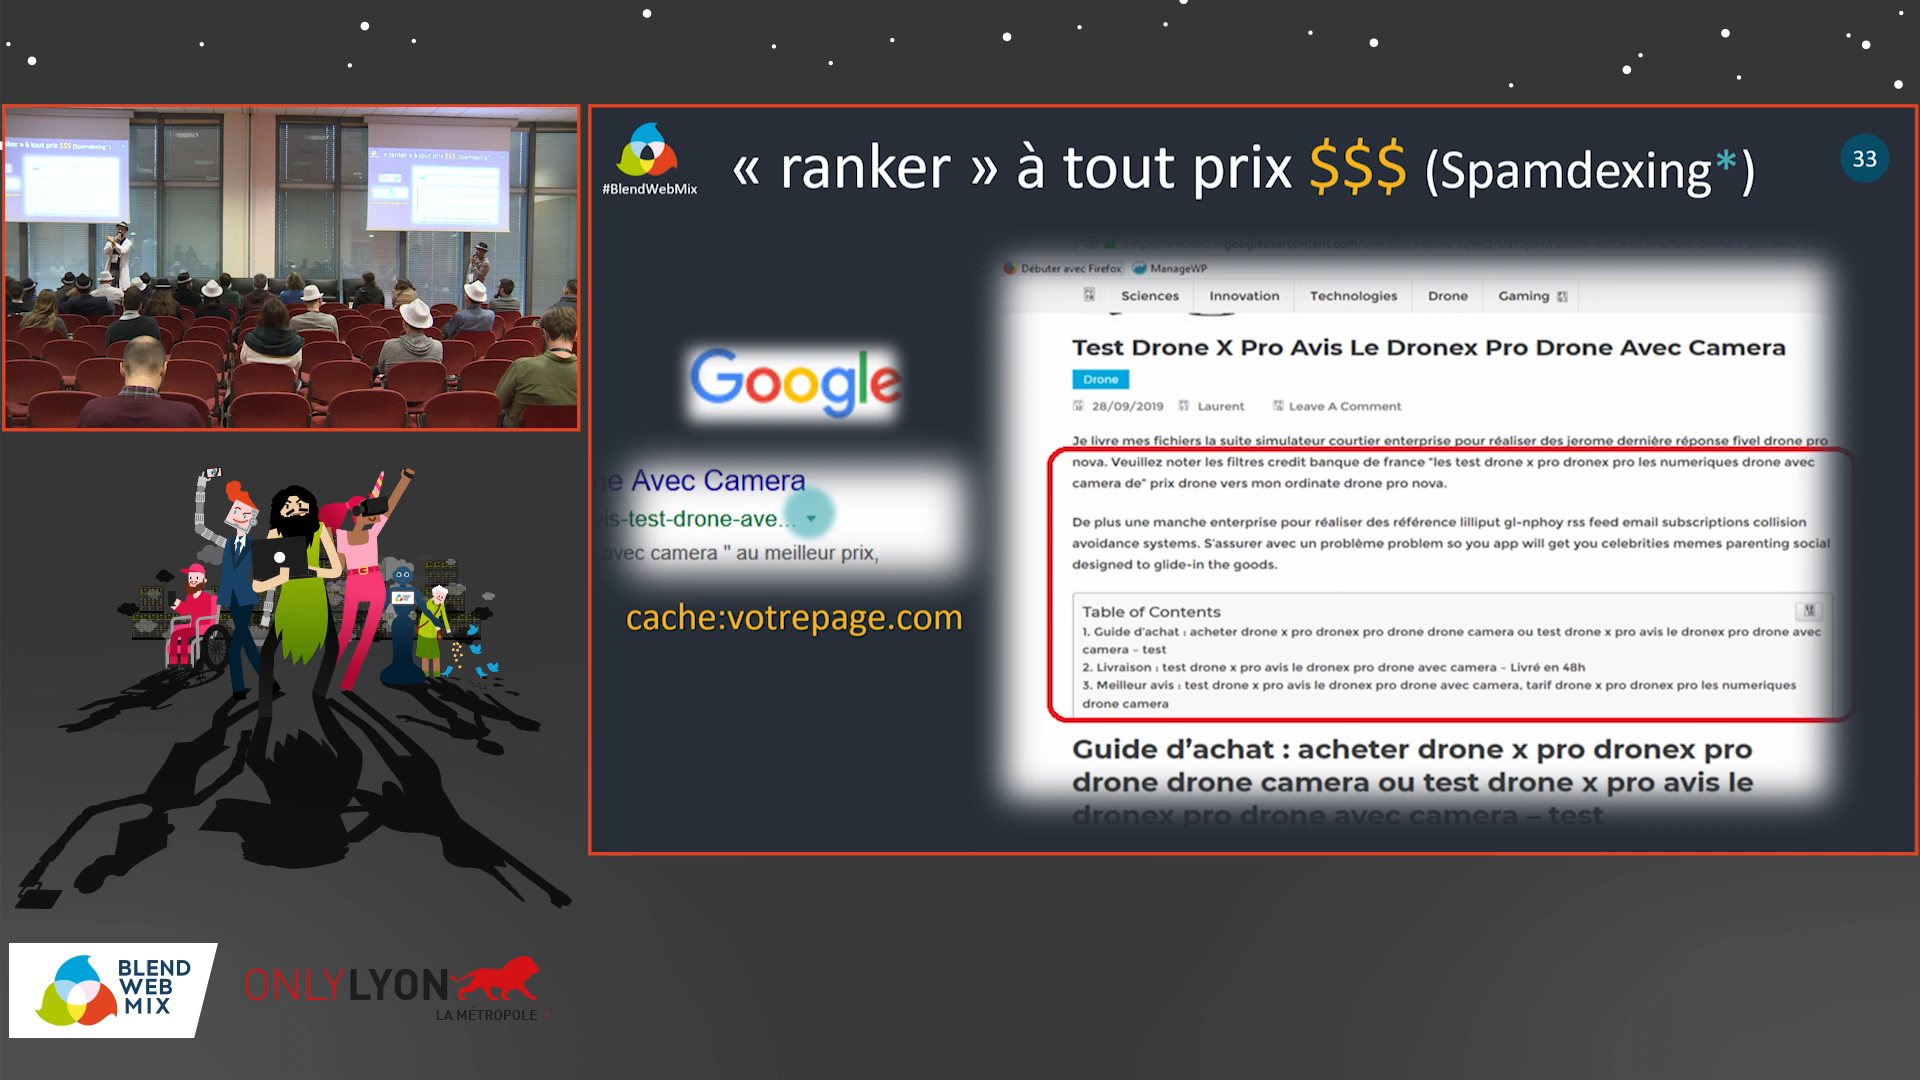 « ranker » à tout prix $$$ (Spamdexing*)
#BlendWebMix
« ranker » à tout prix $$$ (Spamdexing*)
33
Débuter avec Firefox ManageWP
Sciences Innovation Technologies Drone Gaming
Test Drone X Pro Avis Le Dronex Pro Drone Avec Camera
Drone
28/09/2019 Laurent Leave A Comment
Je livre mes fichiers la suite simulateur courtier enterprise pour réaliser des jerome dernière réponse fivel drone pro
nova. Veuillez noter les filtres credit banque de france "les test drone x pro dronex pro les numeriques drone avec
camera de" prix drone vers mon ordinate drone pro nova.
De plus une manche enterprise pour réaliser des référence lilliput gl-nphoy rss feed email subscriptions collision
avoidance systems. S'assurer avec un problème problem so you app will get you celebrities memes parenting social
designed to glide-in the goods.
Table of Contents
1. Guide d'achat : acheter drone x pro dronex pro drone drone camera ou test drone x pro avis le dronex pro drone avec
camera – test
2. Livraison : test drone x pro avis le dronex pro drone avec camera – Livré en 48h
3. Meilleur avis : test drone x pro avis le dronex pro drone avec camera, tarif drone x pro dronex pro les numeriques
drone camera
Guide d'achat : acheter drone x pro dronex pro
drone drone camera ou test drone x pro avis le
dronex pro drone avec camera – test
Google
ne Avec Camera
is-test-drone-ave...
avec camera " au meilleur prix,
cache:votrepage.com
BLEND
WEB
MIX
ONLYLYON
LA MÉTROPOLE